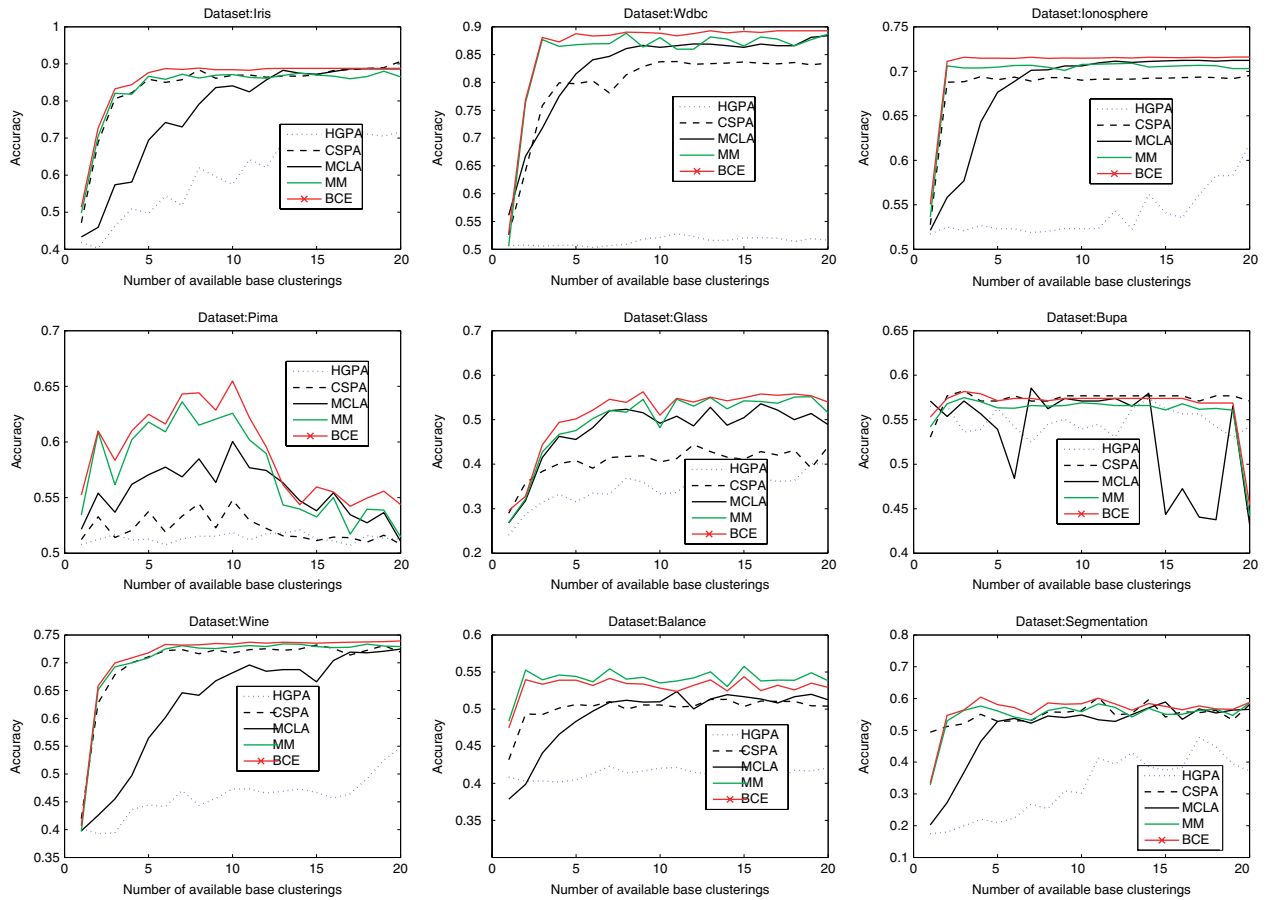 Dataset:Iris
1
0.9
0.8
0.7
0.6
0.5
0.4
Accuracy
HGPA
CSPA
MCLA
MM
BCE
0 5 10 15 20
Number of available base clusterings
Dataset:Wdbc
0.9
0.85
0.8
0.75
0.7
0.65
0.6
0.55
0.5
Accuracy
HGPA
CSPA
MCLA
MM
BCE
0 5 10 15 20
Number of available base clusterings
Dataset:Ionosphere
0.75
0.7
0.65
0.6
0.55
0.5
Accuracy
HGPA
CSPA
MCLA
MM
BCE
0 5 10 15 20
Number of available base clusterings
Dataset:Pima
0.7
0.65
0.6
0.55
0.5
Accuracy
HGPA
CSPA
MCLA
MM
BCE
0 5 10 15 20
Number of available base clusterings
Dataset:Glass
0.7
0.6
0.5
0.4
0.3
0.2
Accuracy
HGPA
CSPA
MCLA
MM
BCE
0 5 10 15 20
Number of available base clusterings
Dataset:Bupa
0.65
0.6
0.55
0.5
0.45
0.4
Accuracy
HGPA
CSPA
MCLA
MM
BCE
0 5 10 15 20
Number of available base clusterings
Dataset:Wine
0.75
0.7
0.65
0.6
0.55
0.5
0.45
0.4
0.35
Accuracy
HGPA
CSPA
MCLA
MM
BCE
0 5 10 15 20
Number of available base clusterings
Dataset:Balance
0.6
0.55
0.5
0.45
0.4
0.35
Accuracy
HGPA
CSPA
MCLA
MM
BCE
0 5 10 15 20
Number of available base clusterings
Dataset:Segmentation
0.8
0.7
0.6
0.5
0.4
0.3
0.2
0.1
Accuracy
HGPA
CSPA
MCLA
MM
BCE
0 5 10 15 20
Number of available base clusterings